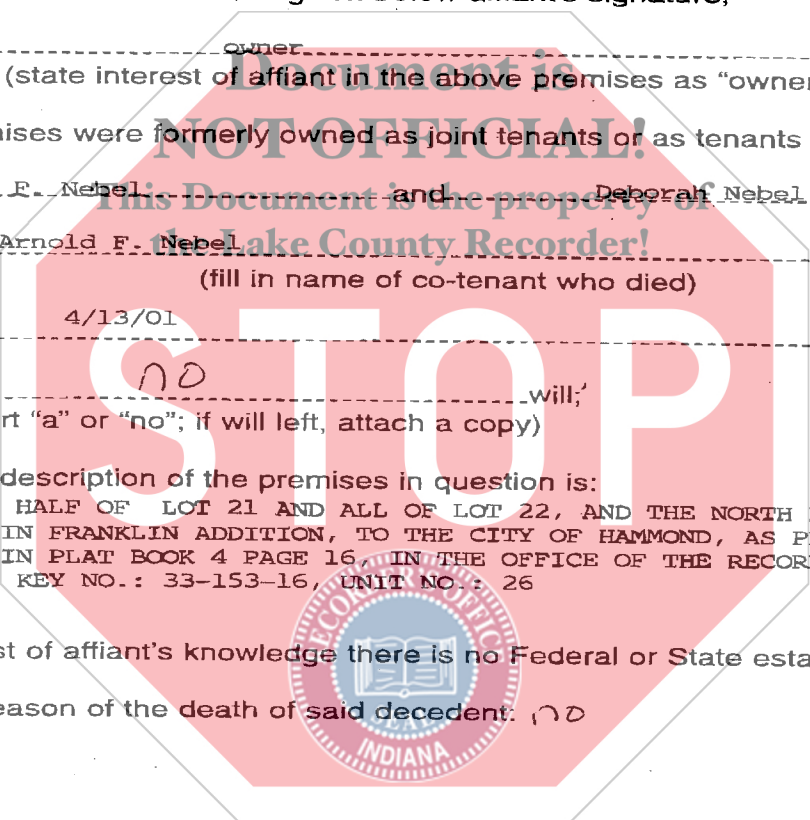 owner
(state interest of affiant in the above premises as “owner
ises were formerly owned as joint tenants or as tenants
F. Nebel and Deborah Nebel
Arnold F. Nebel
(fill in name of co-tenant who died)
4/13/01
no will;
rt “a” or “no”; if will left, attach a copy)
description of the premises in question is:
HALF OF LOT 21 AND ALL OF LOT 22, AND THE NORTH
IN FRANKLIN ADDITION, TO THE CITY OF HAMMOND, AS P
IN PLAT BOOK 4 PAGE 16, IN THE OFFICE OF THE RECOR
KEY NO.: 33-153-16, UNIT NO.: 26
st of affiant's knowledge there is no Federal or State esta
eason of the death of said decedent: no
Document is
NOT OFFICIAL!
This Document is the property of
the Lake County Recorder!
STOP
RECORDER'S OFFICE
SEAL
INDIANA